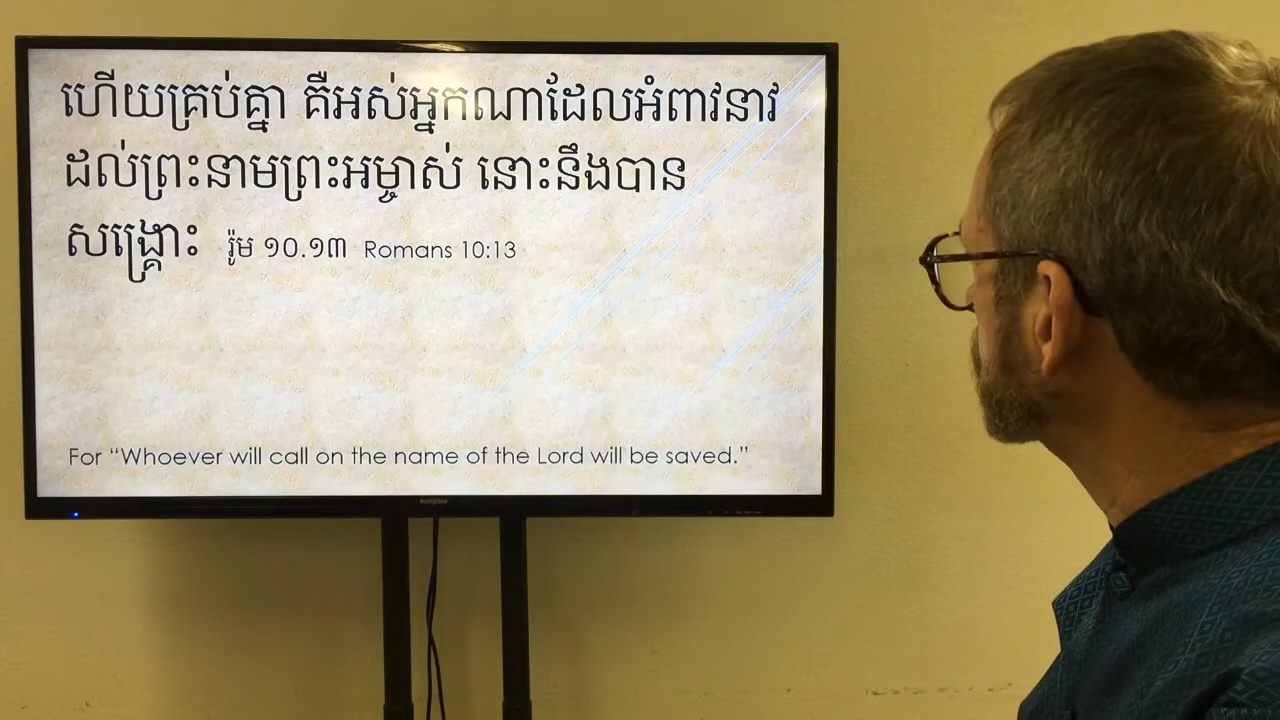 ហើយគ្រប់គ្នា គឺអស់អ្នកណាដែលអំពាវនាវ
ដល់ព្រះនាមព្រះអម្ចាស់ នោះនឹងបាន
សង្គ្រោះ រ៉ូម ១០.១៣ Romans 10:13
For “Whoever will call on the name of the Lord will be saved.”